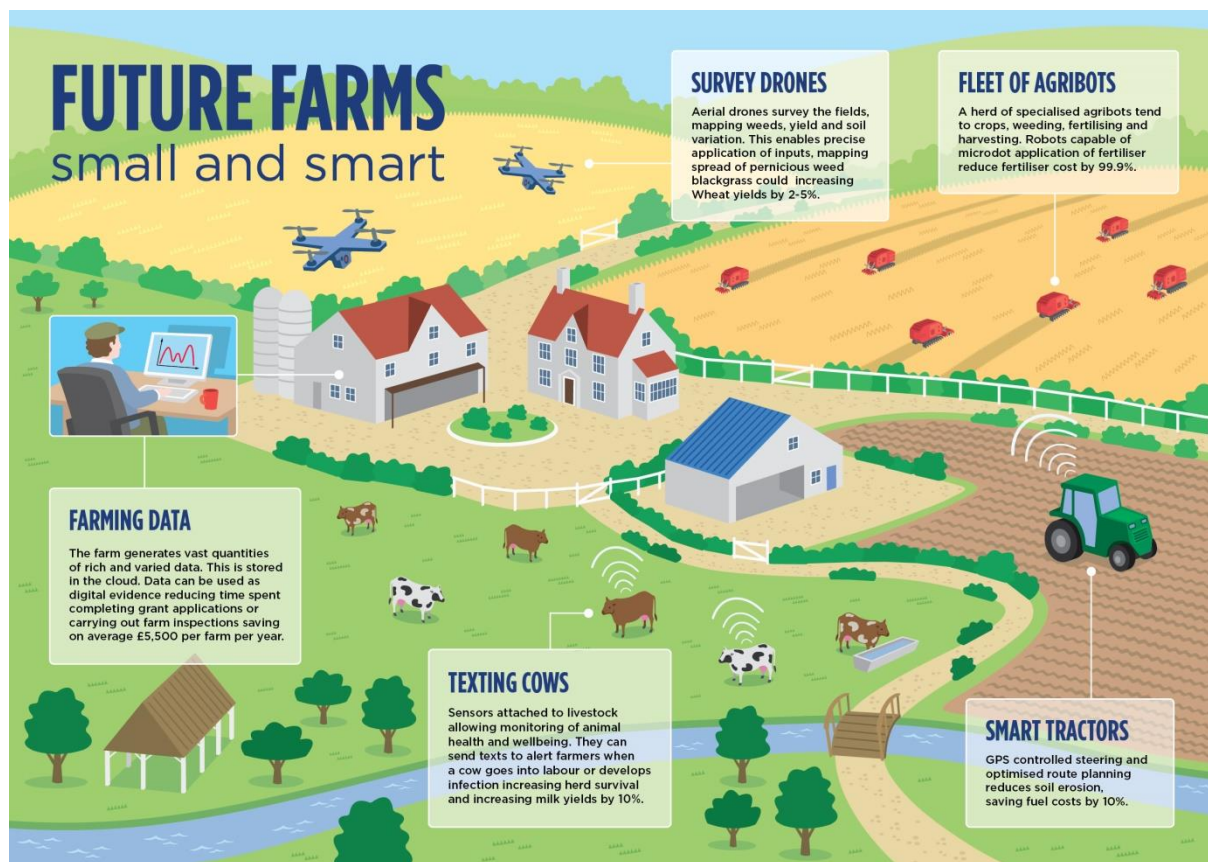 FUTURE FARMS
small and smart
SURVEY DRONES
Aerial drones survey the fields,
mapping weeds, yield and soil
variation. This enables precise
application of inputs, mapping
spread of pernicious weed
blackgrass could increasing
Wheat yields by 2-5%.
FLEET OF AGRIBOTS
A herd of specialised agribots tend
to crops, weeding, fertilising and
harvesting. Robots capable of
microdot application of fertiliser
reduce fertiliser cost by 99.9%.
FARMING DATA
The farm generates vast quantities
of rich and varied data. This is stored
in the cloud. Data can be used as
digital evidence reducing time spent
completing grant applications or
carrying out farm inspections saving
on average £5,500 per farm per year.
TEXTING COWS
Sensors attached to livestock
allowing monitoring of animal
health and wellbeing. They can
send texts to alert farmers when
a cow goes into labour or develops
infection increasing herd survival
and increasing milk yields by 10%.
SMART TRACTORS
GPS controlled steering and
optimised route planning
reduces soil erosion,
saving fuel costs by 10%.